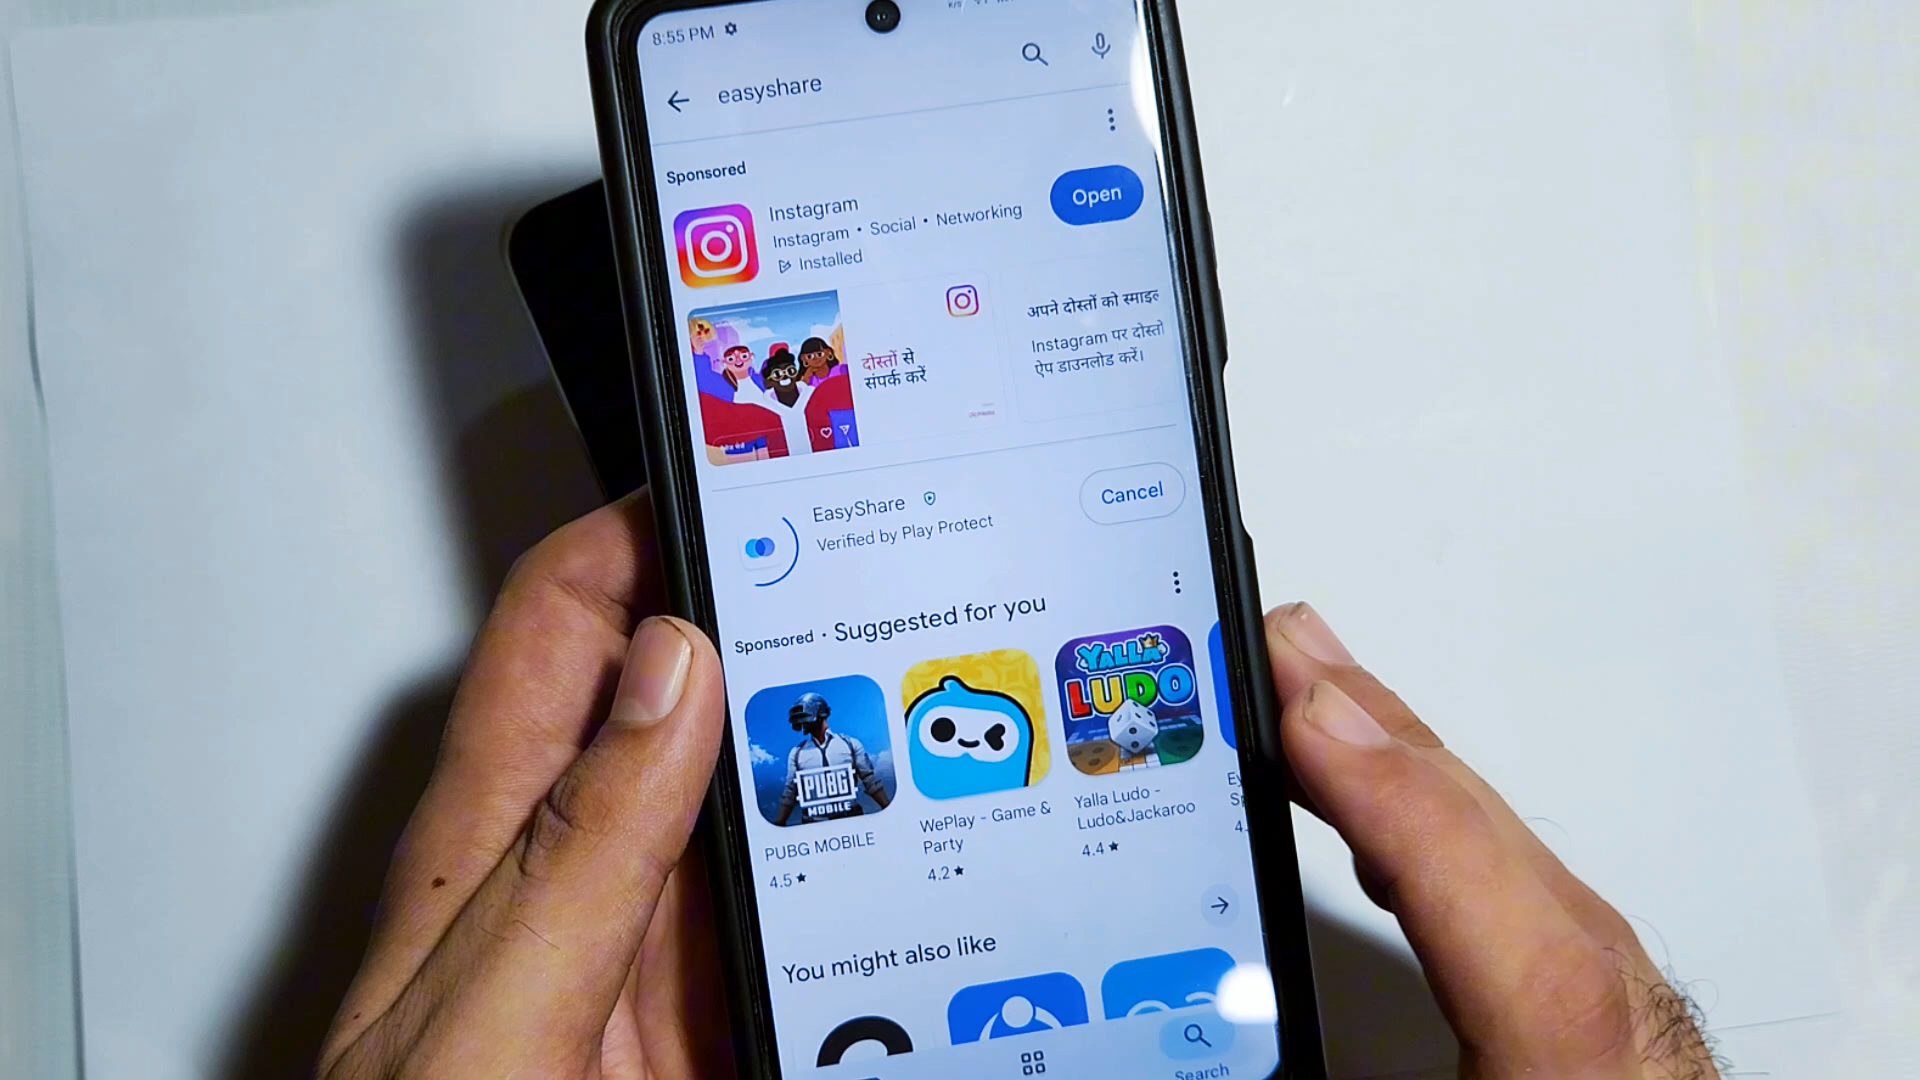 8:55 PM
easyshare
Sponsored
Instagram
Open
Instagram • Social • Networking
Installed
दोस्तों से
संपर्क करें
अपने दोस्तों को स्माइल
Instagram पर दोस्तों
ऐप डाउनलोड करें।
EasyShare
Cancel
Verified by Play Protect
Sponsored · Suggested for you
YALLA
LUDO
PUBG
MOBILE
PUBG MOBILE
4.5★
WePlay - Game &
Party
4.2★
Yalla Ludo -
Ludo&Jackaroo
4.4★
You might also like
Search